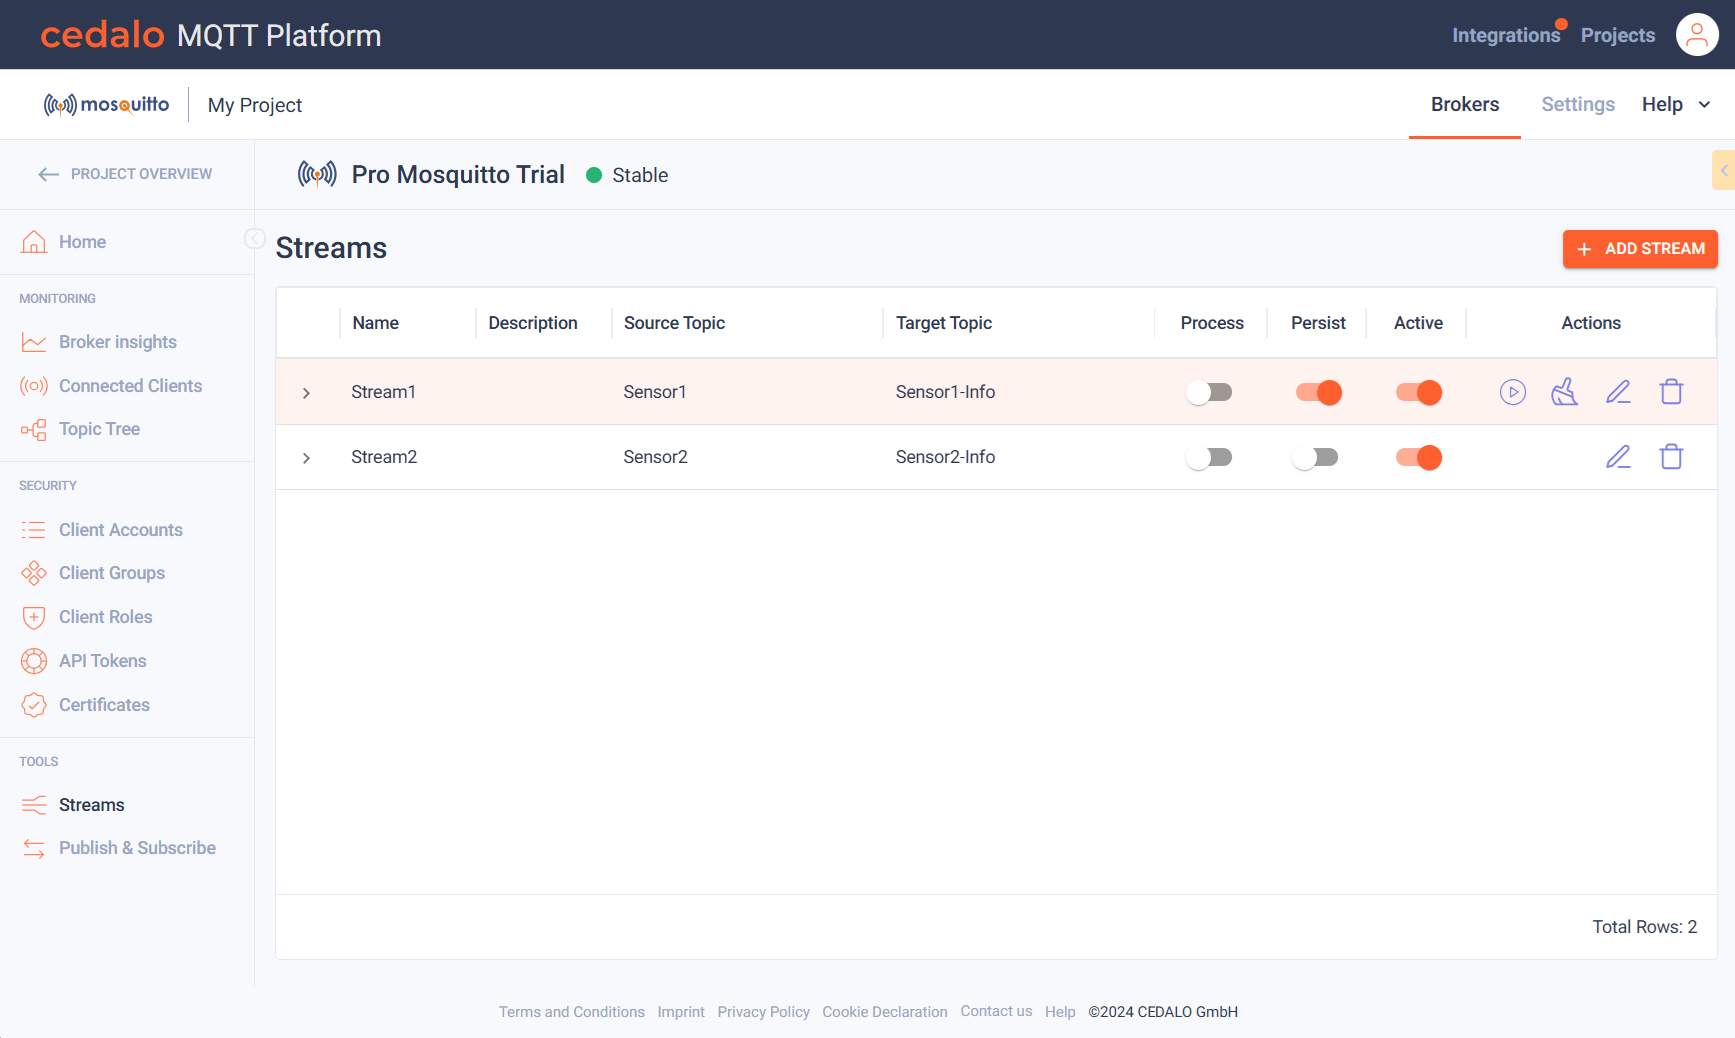 cedalo MQTT Platform
Integrations Projects
mosquitto My Project
Brokers Settings Help
PROJECT OVERVIEW
Pro Mosquitto Trial Stable
Home
Streams
ADD STREAM
MONITORING
Broker insights
Connected Clients
Topic Tree
SECURITY
Client Accounts
Client Groups
Client Roles
API Tokens
Certificates
TOOLS
Streams
Publish & Subscribe
Name Description Source Topic Target Topic Process Persist Active Actions
Stream1 Sensor1 Sensor1-Info
Stream2 Sensor2 Sensor2-Info
Total Rows: 2
Terms and Conditions Imprint Privacy Policy Cookie Declaration Contact us Help ©2024 CEDALO GmbH